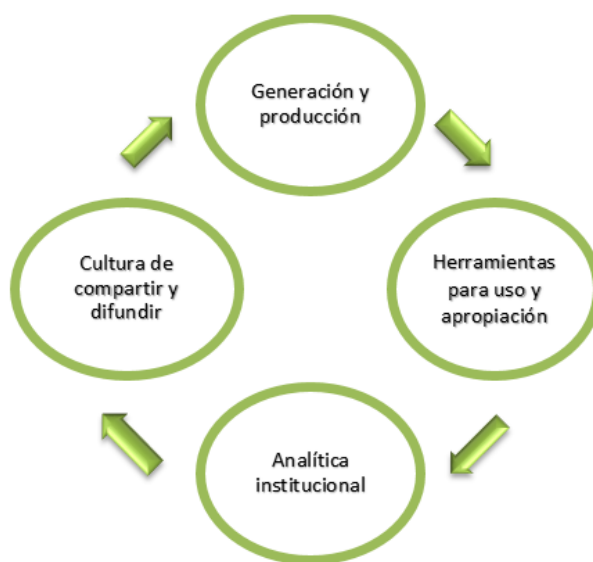 Generación y
producción
Herramientas
para uso y
apropiación
Analítica
institucional
Cultura de
compartir y
difundir